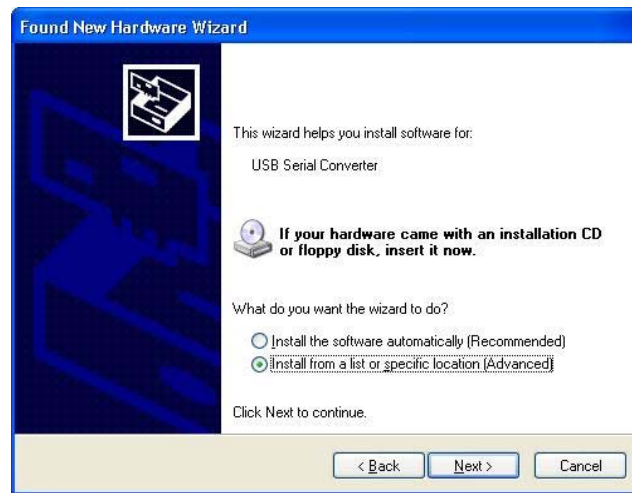 Found New Hardware Wizard
This wizard helps you install software for:
USB Serial Converter
If your hardware came with an installation CD
or floppy disk, insert it now.
What do you want the wizard to do?
Install the software automatically (Recommended)
Install from a list or specific location (Advanced)
Click Next to continue.
< Back
Next >
Cancel